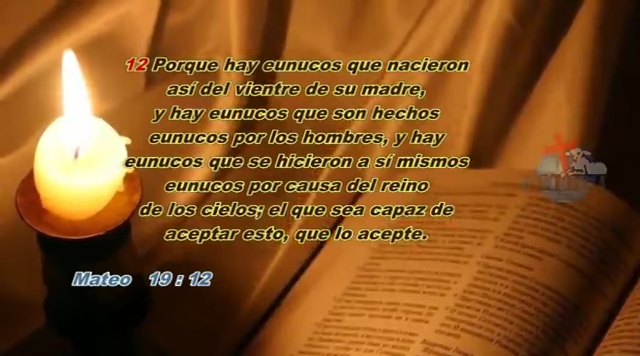 12 Porque hay eunucos que nacieron
así del vientre de su madre,
y hay eunucos que son hechos
eunucos por los hombres, y hay
eunucos que se hicieron a sí mismos
eunucos por causa del reino
de los cielos; el que sea capaz de
aceptar esto, que lo acepte.
Mateo 19 : 12